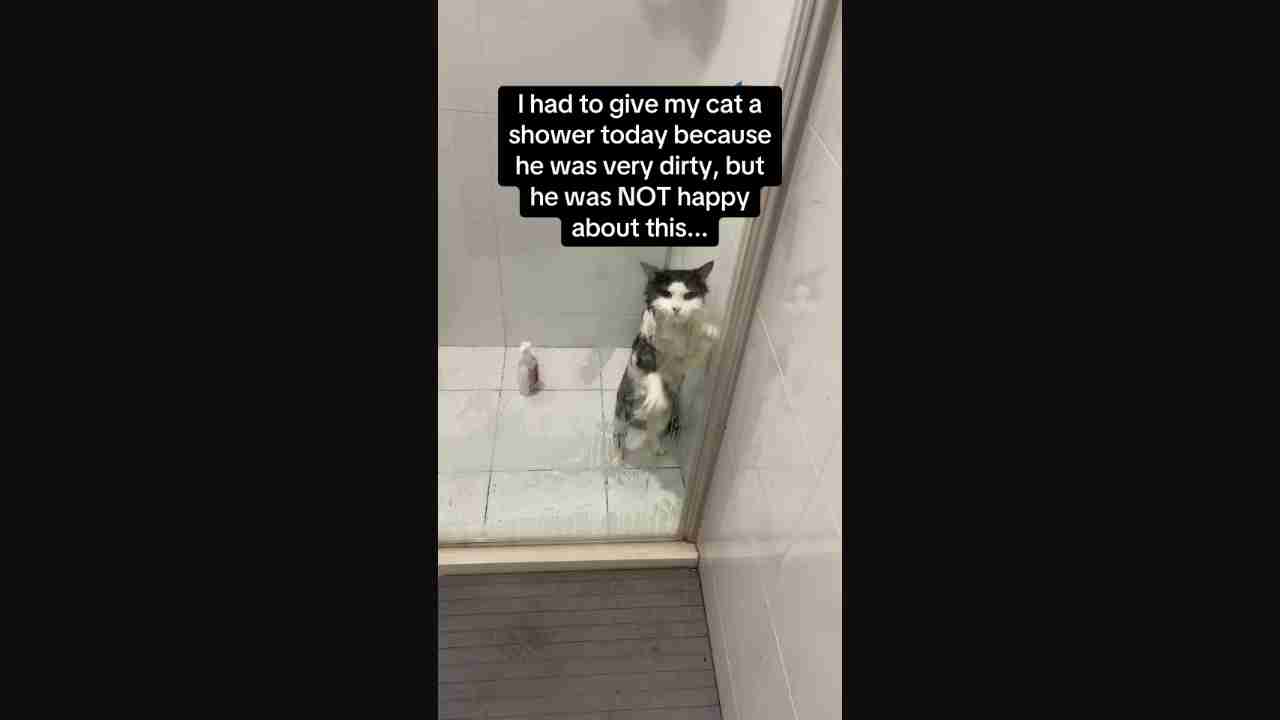 I had to give my cat a
shower today because
he was very dirty, but
he was NOT happy
about this...